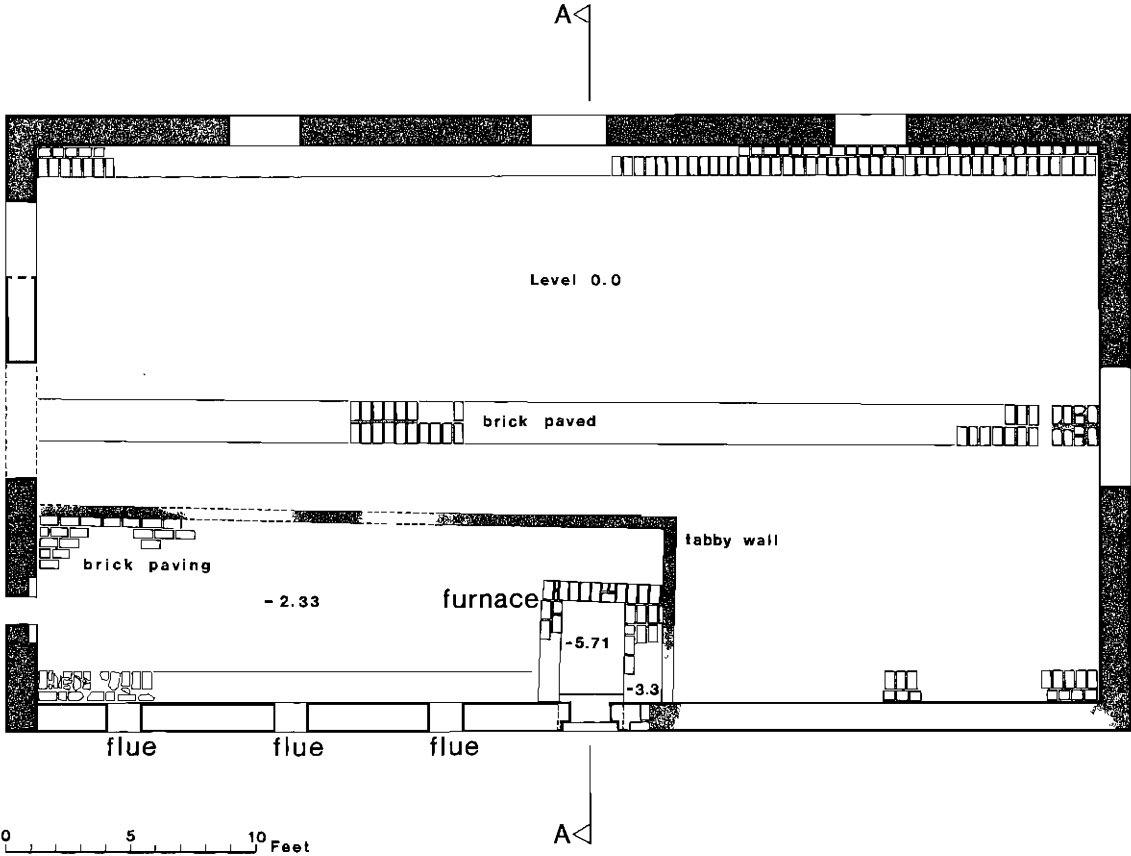 A
Level 0.0
brick paved
tabby wall
brick paving
- 2.33
furnace
-5.71
-3.3
flue
flue
flue
A
0 5 10 Feet